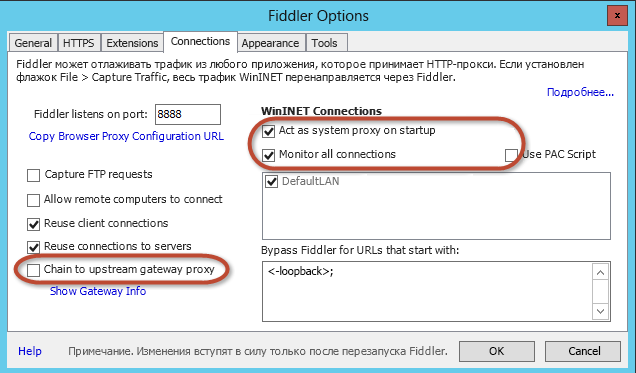 Fiddler Options
General HTTPS Extensions Connections Appearance Tools
Fiddler может отлаживать трафик из любого приложения, которое принимает HTTP-прокси. Если установлен
флажок File > Capture Traffic, весь трафик WinINET перенаправляется через Fiddler.
Подробнее...
Fiddler listens on port: 8888
Copy Browser Proxy Configuration URL
Capture FTP requests
Allow remote computers to connect
Reuse client connections
Reuse connections to servers
Chain to upstream gateway proxy
Show Gateway Info
WinINET Connections
Act as system proxy on startup
Monitor all connections Use PAC Script
DefaultLAN
Bypass Fiddler for URLs that start with:
<-loopback>;
Help Примечание. Изменения вступят в силу только после перезапуска Fiddler. OK Cancel